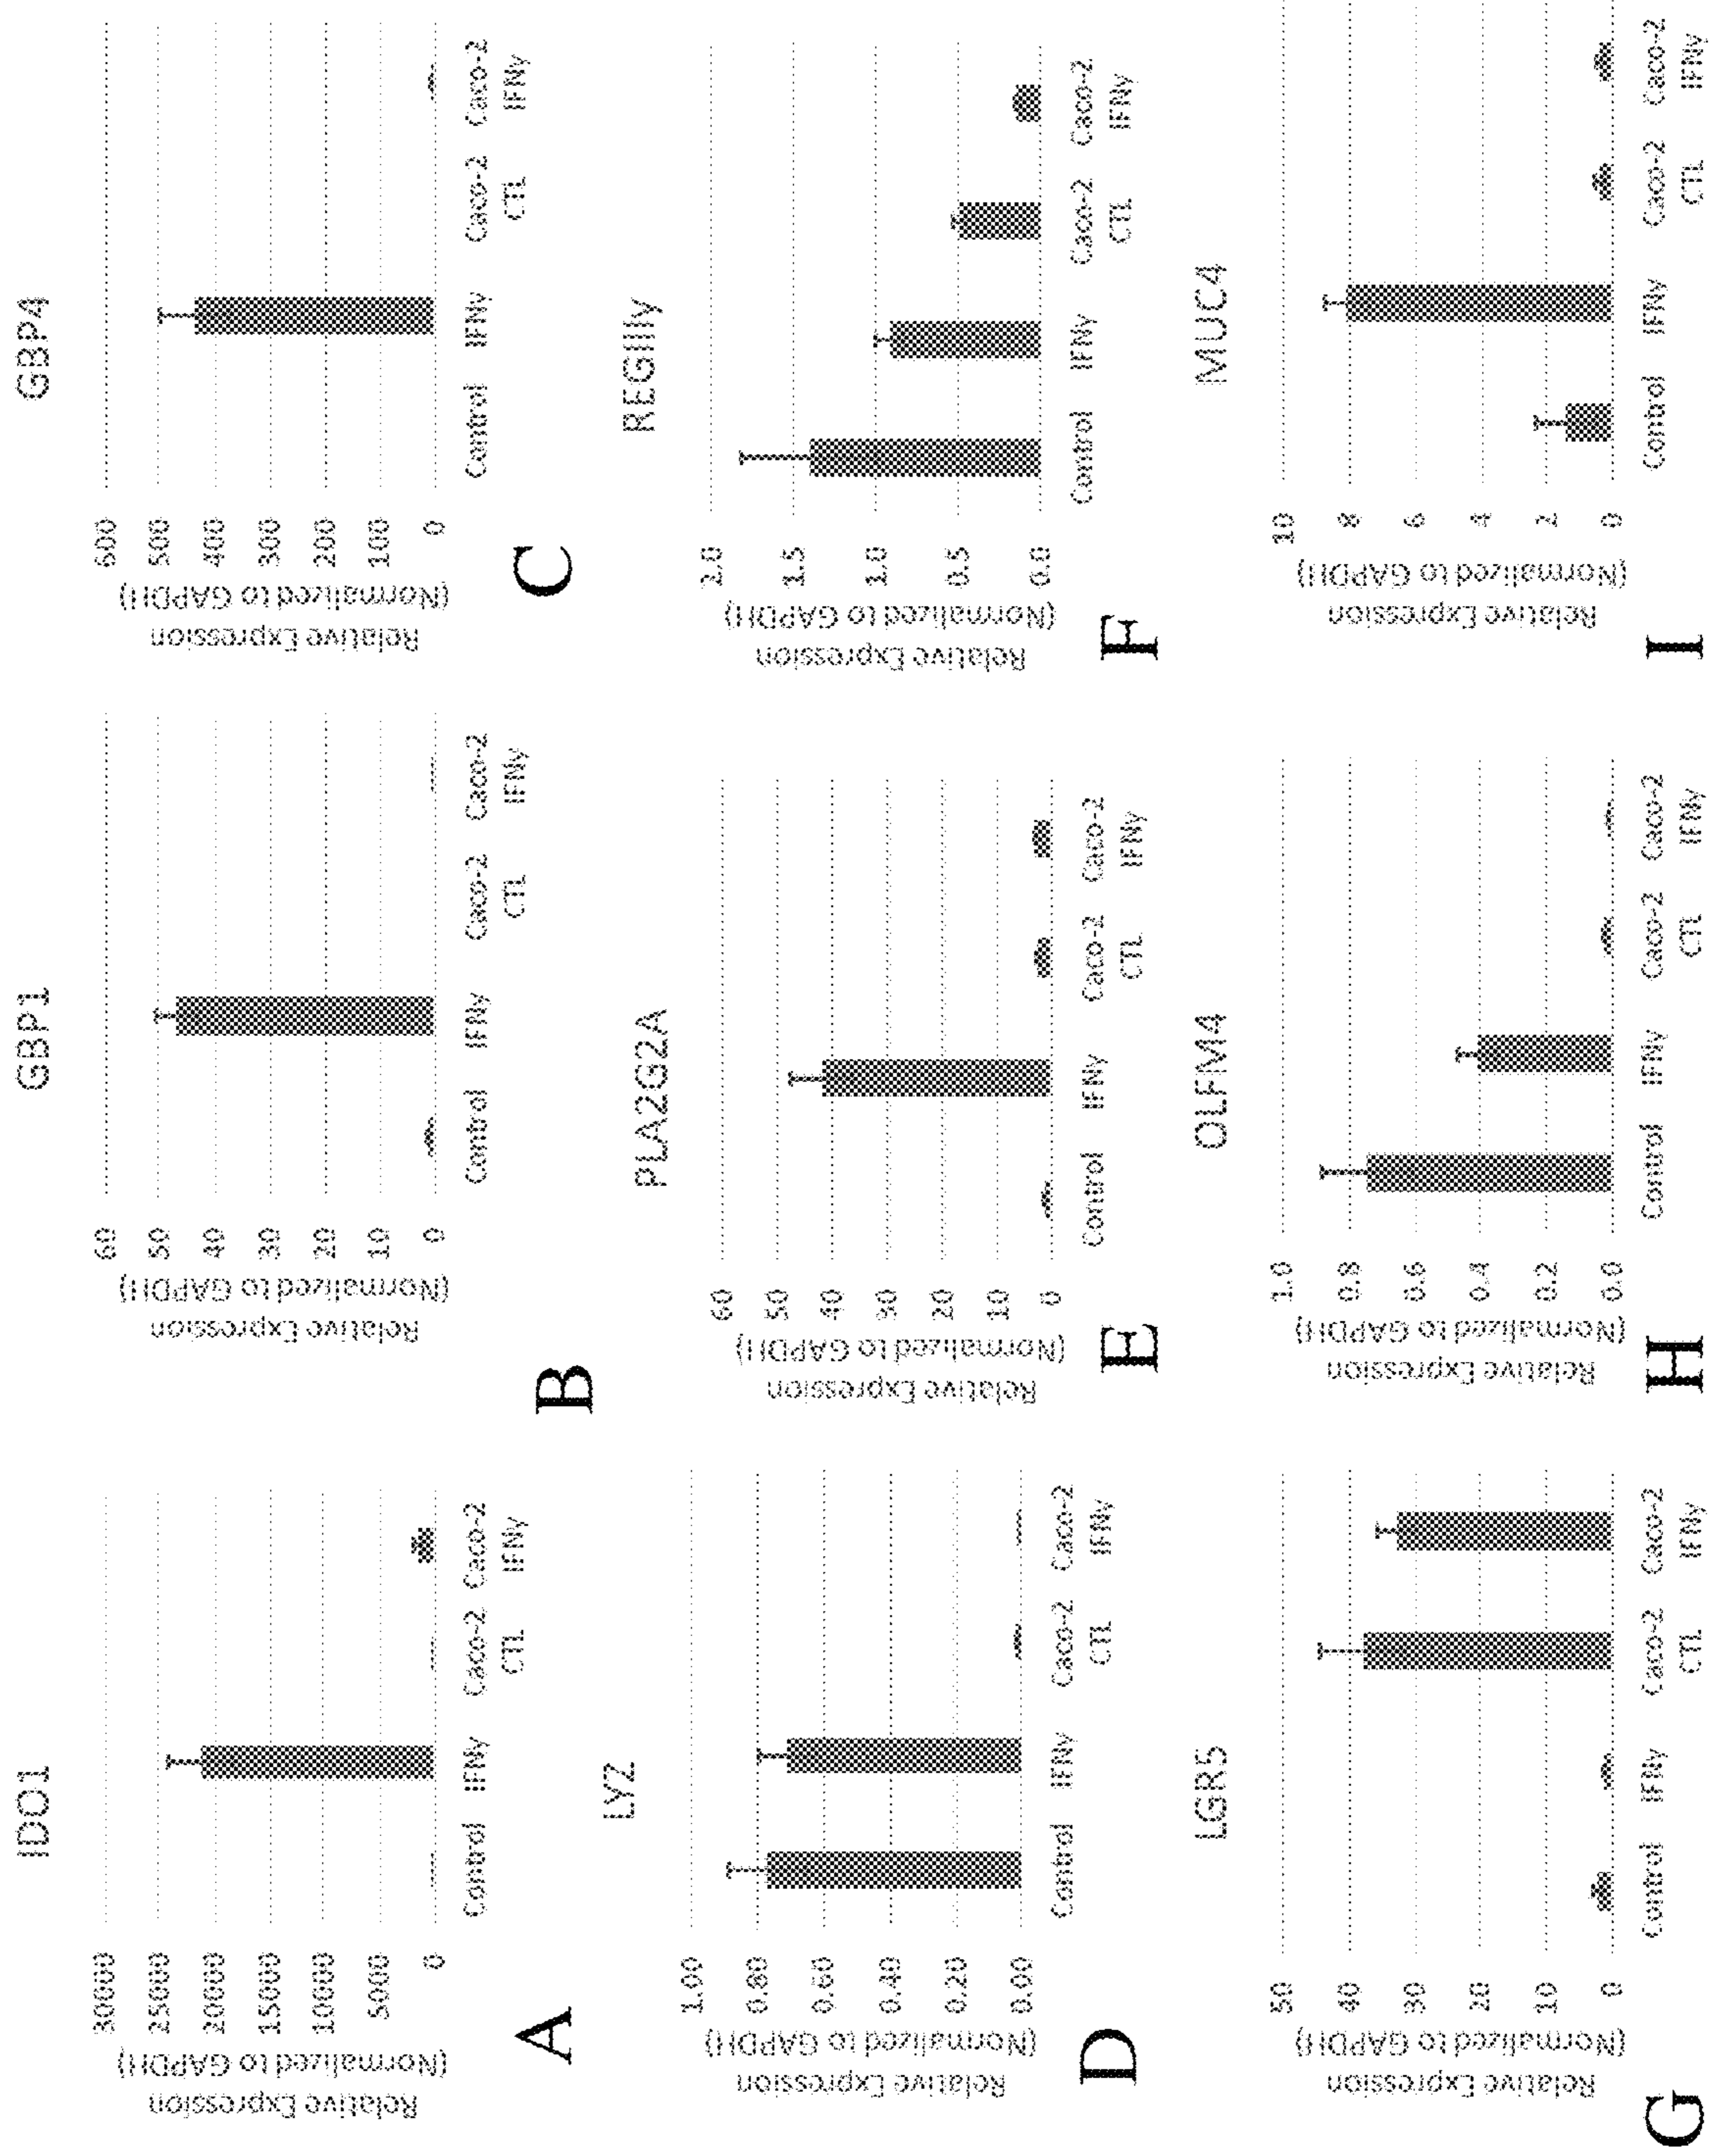 IDO1
Relative Expression
(Normalized to GAPDH)
30000
25000
20000
15000
10000
5000
0
Control
IFNγ
Caco-2
CTL
Caco-2
IFNγ
A
GBP1
Relative Expression
(Normalized to GAPDH)
60
50
40
30
20
10
0
Control
IFNγ
Caco-2
CTL
Caco-2
IFNγ
B
GBP4
Relative Expression
(Normalized to GAPDH)
600
500
400
300
200
100
0
Control
IFNγ
Caco-2
CTL
Caco-2
IFNγ
C
LYZ
Relative Expression
(Normalized to GAPDH)
1.00
0.80
0.60
0.40
0.20
0.00
Control
IFNγ
Caco-2
CTL
Caco-2
IFNγ
D
PLA2G2A
Relative Expression
(Normalized to GAPDH)
60
50
40
30
20
10
0
Control
IFNγ
Caco-2
CTL
Caco-2
IFNγ
E
REGIIIγ
Relative Expression
(Normalized to GAPDH)
2.0
1.5
1.0
0.5
0.0
Control
IFNγ
Caco-2
CTL
Caco-2
IFNγ
F
LGR5
Relative Expression
(Normalized to GAPDH)
50
40
30
20
10
0
Control
IFNγ
Caco-2
CTL
Caco-2
IFNγ
G
OLFM4
Relative Expression
(Normalized to GAPDH)
1.0
0.8
0.6
0.4
0.2
0.0
Control
IFNγ
Caco-2
CTL
Caco-2
IFNγ
H
MUC4
Relative Expression
(Normalized to GAPDH)
10
8
6
4
2
0
Control
IFNγ
Caco-2
CTL
Caco-2
IFNγ
I